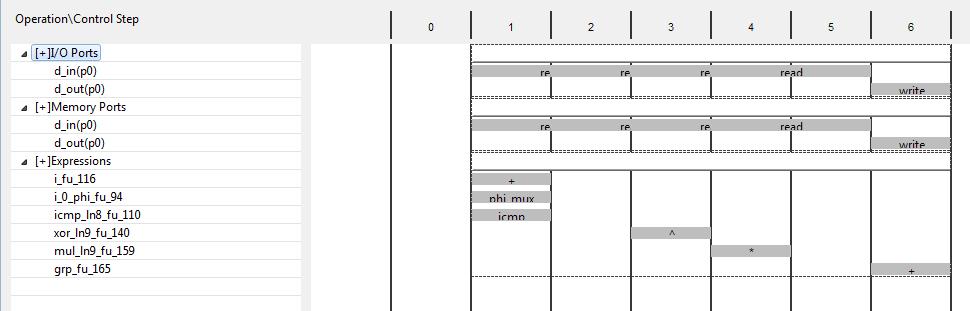 Operation\Control Step 0 1 2 3 4 5 6
[+]I/O Ports
d_in(p0) re re re read
d_out(p0) write
[+]Memory Ports
d_in(p0) re re re read
d_out(p0) write
[+]Expressions
i_fu_116 +
i_0_phi_fu_94 phi_mux
icmp_ln8_fu_110 icmp
xor_ln9_fu_140 ^
mul_ln9_fu_159 *
grp_fu_165 +